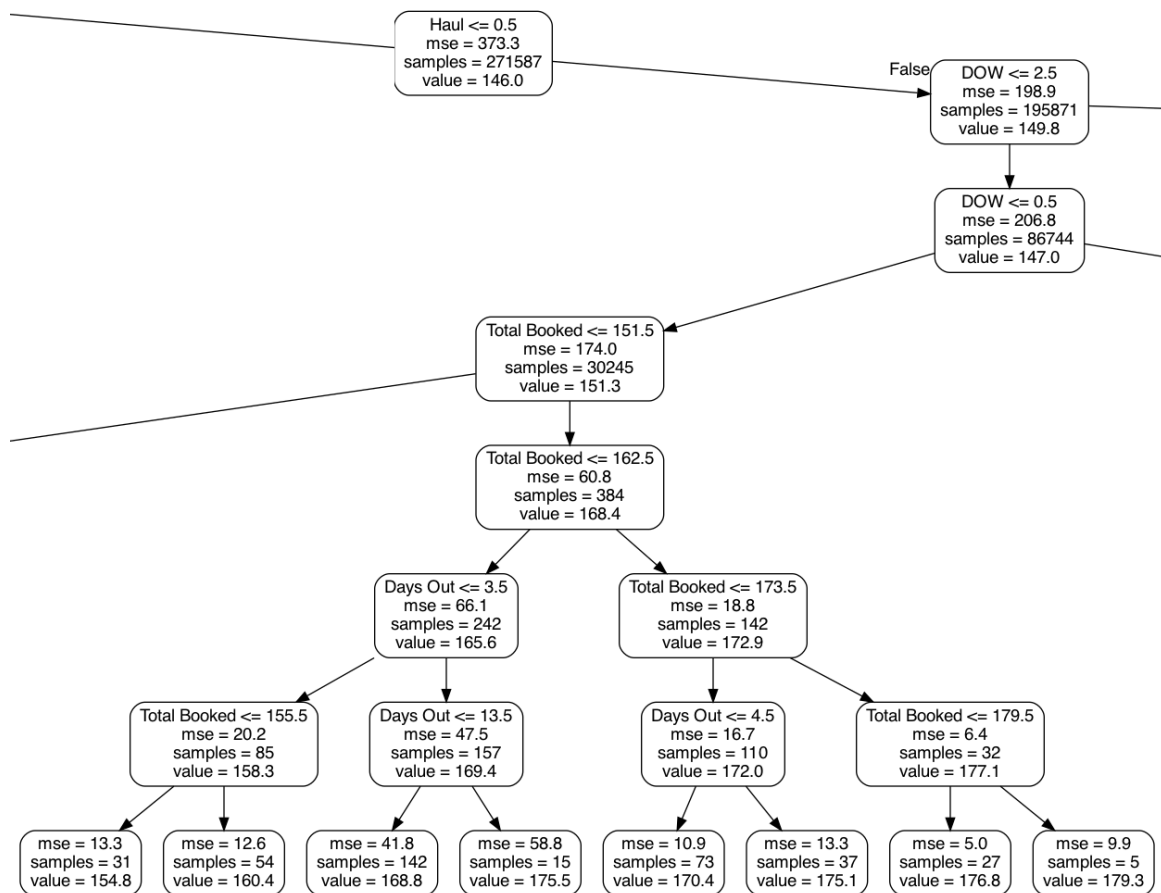 Haul <= 0.5
mse = 373.3
samples = 271587
value = 146.0
False
DOW <= 2.5
mse = 198.9
samples = 195871
value = 149.8
DOW <= 0.5
mse = 206.8
samples = 86744
value = 147.0
Total Booked <= 151.5
mse = 174.0
samples = 30245
value = 151.3
Total Booked <= 162.5
mse = 60.8
samples = 384
value = 168.4
Days Out <= 3.5
mse = 66.1
samples = 242
value = 165.6
Total Booked <= 173.5
mse = 18.8
samples = 142
value = 172.9
Total Booked <= 155.5
mse = 20.2
samples = 85
value = 158.3
Days Out <= 13.5
mse = 47.5
samples = 157
value = 169.4
Days Out <= 4.5
mse = 16.7
samples = 110
value = 172.0
Total Booked <= 179.5
mse = 6.4
samples = 32
value = 177.1
mse = 13.3
samples = 31
value = 154.8
mse = 12.6
samples = 54
value = 160.4
mse = 41.8
samples = 142
value = 168.8
mse = 58.8
samples = 15
value = 175.5
mse = 10.9
samples = 73
value = 170.4
mse = 13.3
samples = 37
value = 175.1
mse = 5.0
samples = 27
value = 176.8
mse = 9.9
samples = 5
value = 179.3